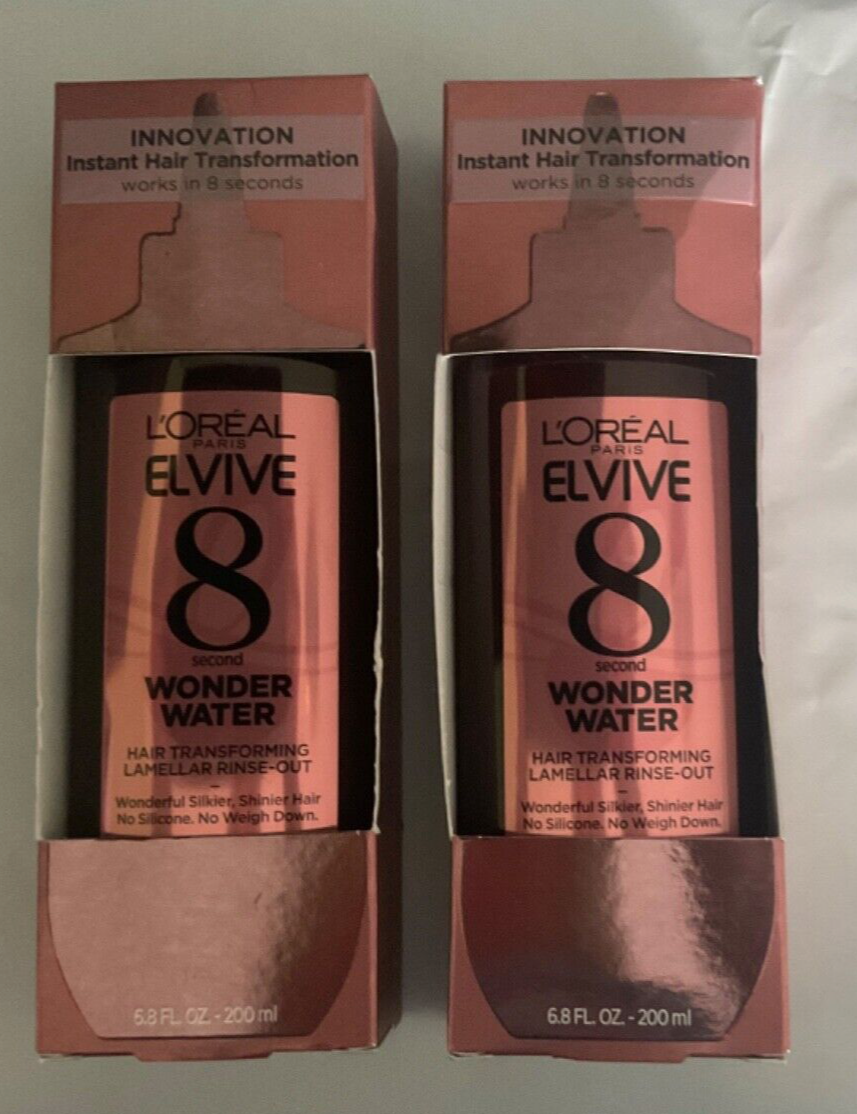 INNOVATION
Instant Hair Transformation
works in 8 seconds
L'ORÉAL
PARIS
ELVIVE
8
second
WONDER
WATER
HAIR TRANSFORMING
LAMELLAR RINSE-OUT
–
Wonderful Silkier, Shinier Hair
No Silicone. No Weigh Down.
6.8 FL. OZ. - 200 ml
INNOVATION
Instant Hair Transformation
works in 8 seconds
L'ORÉAL
PARIS
ELVIVE
8
second
WONDER
WATER
HAIR TRANSFORMING
LAMELLAR RINSE-OUT
–
Wonderful Silkier, Shinier Hair
No Silicone. No Weigh Down.
6.8 FL. OZ. - 200 ml